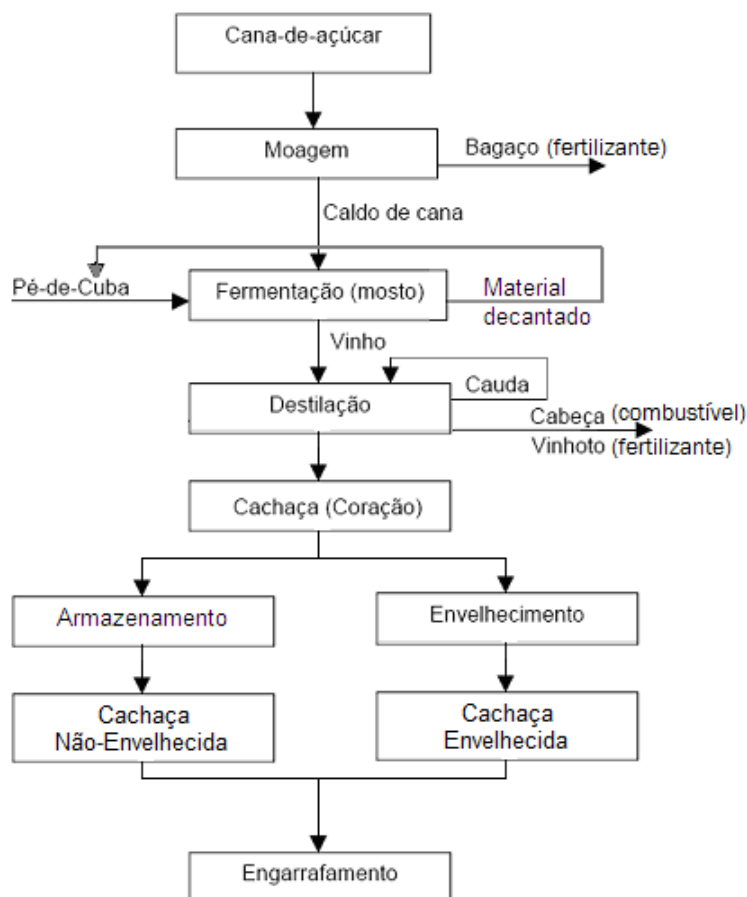 Cana-de-açúcar
Moagem
Bagaço (fertilizante)
Caldo de cana
Pé-de-Cuba
Fermentação (mosto)
Material
decantado
Vinho
Destilação
Cauda
Cabeça (combustível)
Vinhoto (fertilizante)
Cachaça (Coração)
Armazenamento
Envelhecimento
Cachaça
Não-Envelhecida
Cachaça
Envelhecida
Engarrafamento